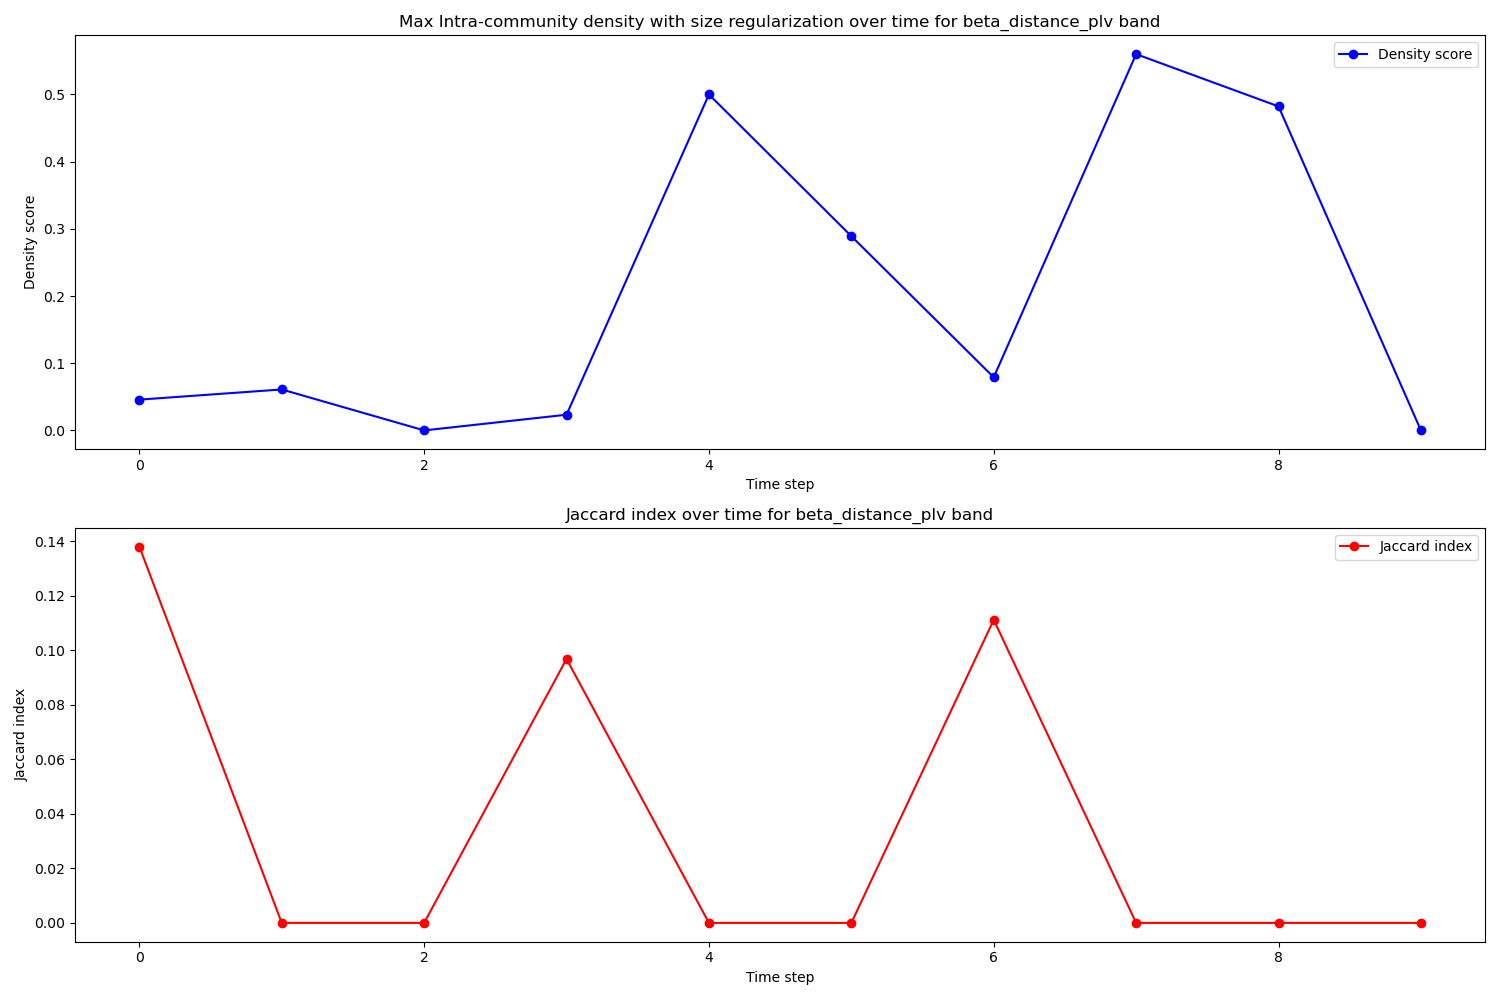 Max Intra-community density with size regularization over time for beta_distance_plv band
Density score
Density score
0.5
0.4
0.3
0.2
0.1
0.0
0 2 4 6 8
Time step
Jaccard index over time for beta_distance_plv band
Jaccard index
Jaccard index
0.14
0.12
0.10
0.08
0.06
0.04
0.02
0.00
0 2 4 6 8
Time step